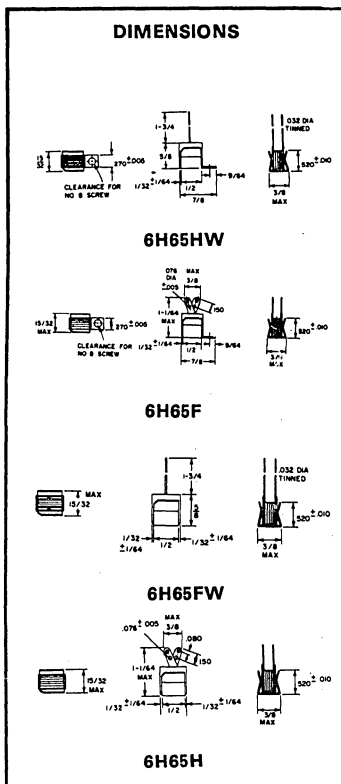 DIMENSIONS
1-3/4
5/8
.270 ±.005
CLEARANCE FOR
NO 8 SCREW
1/32 ±1/64
1/2
7/8
9/64
.032 DIA
TINNED
.520 ±.010
3/8
MAX
6H65HW
.076
DIA
±.005
MAX
3/8
.150
1-1/64
MAX
15/32
MAX
.270 ±.005
CLEARANCE FOR
NO 8 SCREW
1/32 ±1/64
1/2
7/8
9/64
.520 ±.010
MAX
6H65F
MAX
15/32
1-3/4
1/32
±1/64
1/2
1/32 ±1/64
.032 DIA
TINNED
.520 ±.010
3/8
MAX
6H65FW
MAX
3/8
.076 ±.005
.080
.150
1-1/64
MAX
15/32
MAX
1/32 ±1/64
1/2
1/32 ±1/64
.520 ±.010
3/8
MAX
6H65H